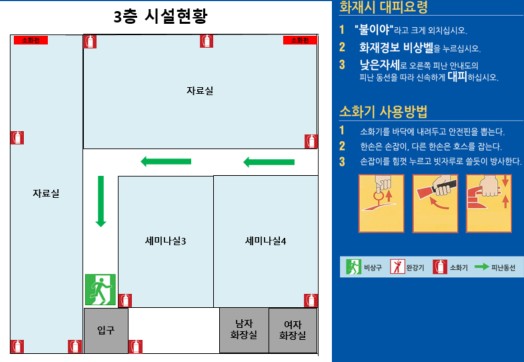 3층 시설현황
소화전
소화전
자료실
자료실
세미나실3
세미나실4
입구
남자
화장실
여자
화장실
화재시 대피요령
1 "불이야"라고 크게 외치십시오.
2 화재경보 비상벨을 누르십시오.
3 낮은자세로 오른쪽 피난 안내도의
피난 동선을 따라 신속하게 대피하십시오.
소화기 사용방법
1 소화기를 바닥에 내려두고 안전핀을 뽑는다.
2 한손은 손잡이, 다른 한손은 호스를 잡는다.
3 손잡이를 힘껏 누르고 빗자루로 쓸듯이 방사한다.
비상구 완강기 소화기 피난동선